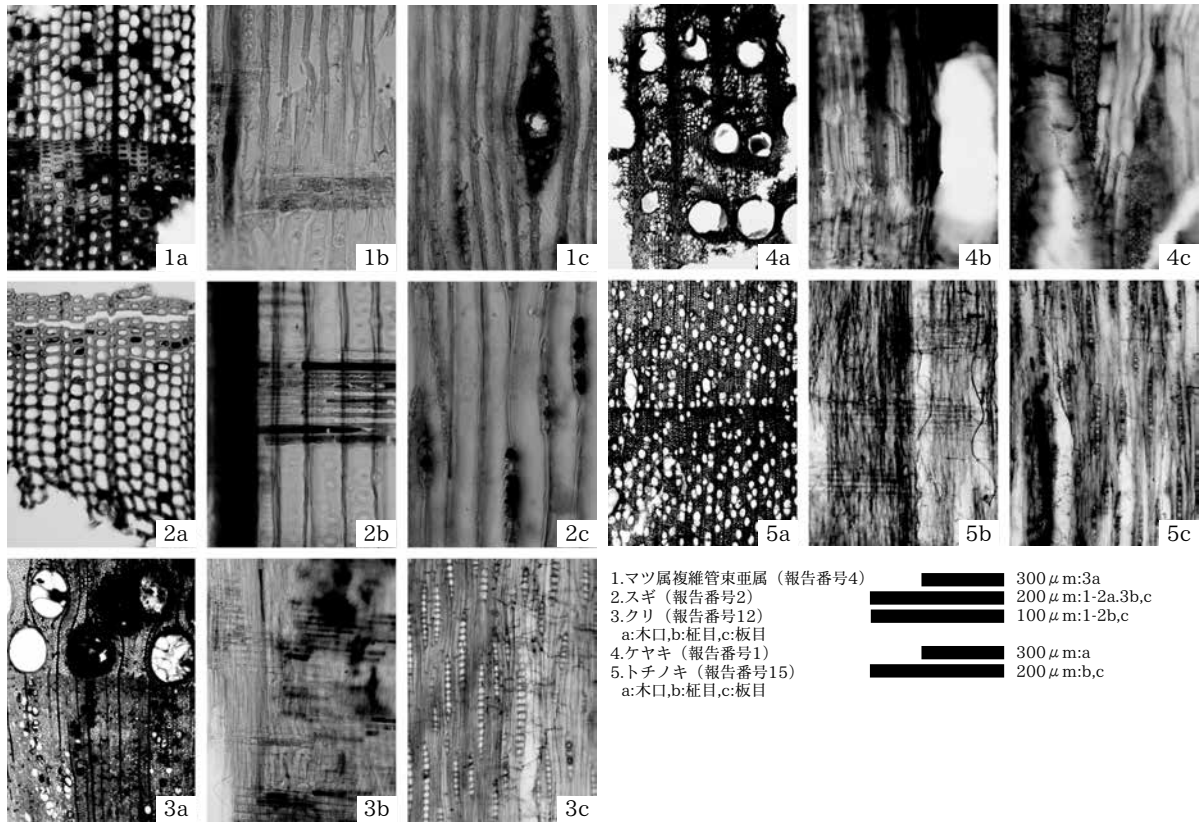 1a
1b
1c
4a
4b
4c
2a
2b
2c
5a
5b
5c
3a
3b
3c
1.マツ属複維管束亜属（報告番号4）
2.スギ（報告番号2）
3.クリ（報告番号12）
a:木口,b:柾目,c:板目
4.ケヤキ（報告番号1）
5.トチノキ（報告番号15）
a:木口,b:柾目,c:板目
300μm:3a
200μm:1-2a.3b,c
100μm:1-2b,c
300μm:a
200μm:b,c